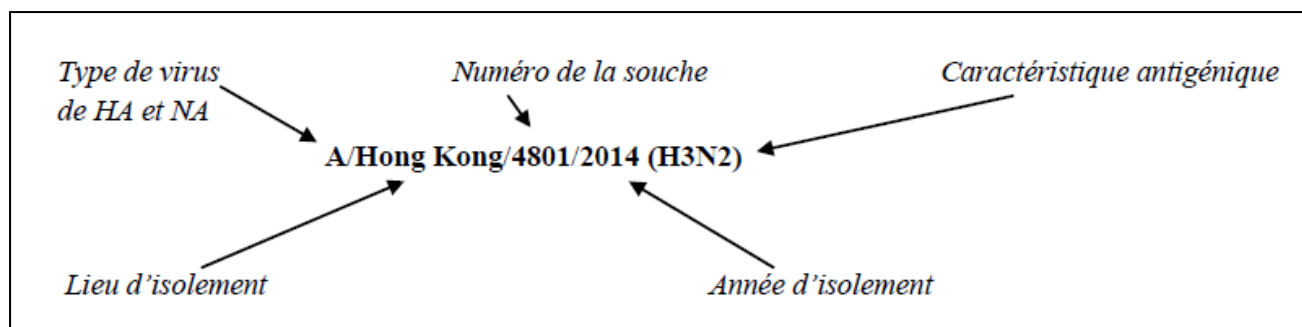 Type de virus
de HA et NA
Numéro de la souche
Caractéristique antigénique
A/Hong Kong/4801/2014 (H3N2)
Lieu d’isolement
Année d’isolement